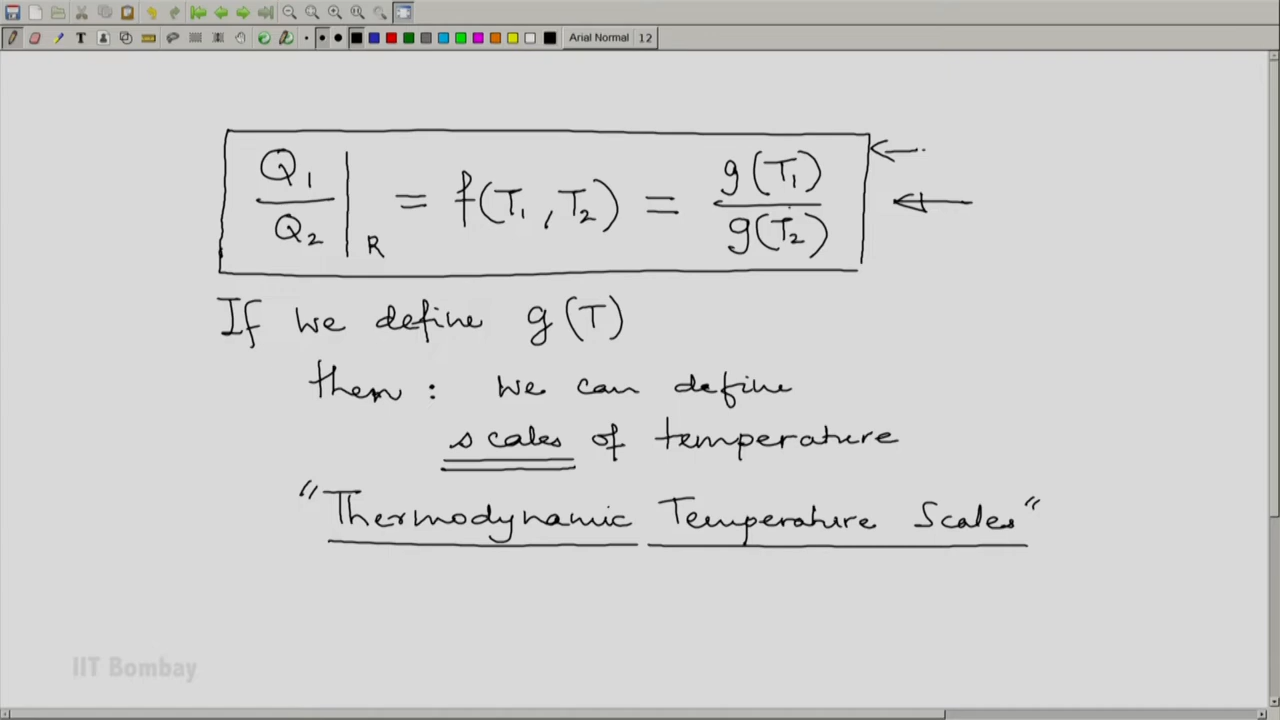 Arial Normal 12
Q₁/Q₂ |R = f(T₁, T₂) = g(T₁)/g(T₂)
If we define g(T)
then : we can define
scales of temperature
"Thermodynamic Temperature Scales"
IIT Bombay